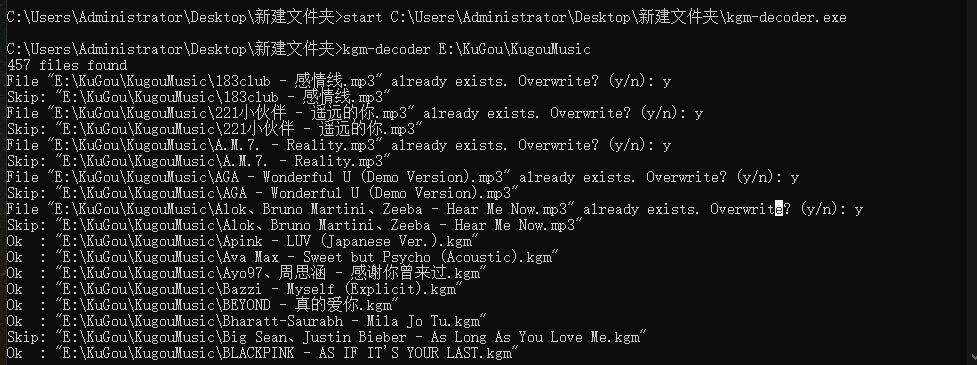 C:\Users\Administrator\Desktop\新建文件夹>start C:\Users\Administrator\Desktop\新建文件夹\kgm-decoder.exe
C:\Users\Administrator\Desktop\新建文件夹>kgm-decoder E:\KuGou\KugouMusic
457 files found
File "E:\KuGou\KugouMusic\183club - 感情线.mp3" already exists. Overwrite? (y/n): y
Skip: "E:\KuGou\KugouMusic\183club - 感情线.mp3"
File "E:\KuGou\KugouMusic\221小伙伴 - 遥远的你.mp3" already exists. Overwrite? (y/n): y
Skip: "E:\KuGou\KugouMusic\221小伙伴 - 遥远的你.mp3"
File "E:\KuGou\KugouMusic\A.M.7. - Reality.mp3" already exists. Overwrite? (y/n): y
Skip: "E:\KuGou\KugouMusic\A.M.7. - Reality.mp3"
File "E:\KuGou\KugouMusic\AGA - Wonderful U (Demo Version).mp3" already exists. Overwrite? (y/n): y
Skip: "E:\KuGou\KugouMusic\AGA - Wonderful U (Demo Version).mp3"
File "E:\KuGou\KugouMusic\Alok、Bruno Martini、Zeeba - Hear Me Now.mp3" already exists. Overwrite? (y/n): y
Skip: "E:\KuGou\KugouMusic\Alok、Bruno Martini、Zeeba - Hear Me Now.mp3"
Ok  : "E:\KuGou\KugouMusic\Apink - LUV (Japanese Ver.).kgm"
Ok  : "E:\KuGou\KugouMusic\Ava Max - Sweet but Psycho (Acoustic).kgm"
Ok  : "E:\KuGou\KugouMusic\Ayo97、周思涵 - 感谢你曾来过.kgm"
Ok  : "E:\KuGou\KugouMusic\Bazzi - Myself (Explicit).kgm"
Ok  : "E:\KuGou\KugouMusic\BEYOND - 真的爱你.kgm"
Ok  : "E:\KuGou\KugouMusic\Bharatt-Saurabh - Mila Jo Tu.kgm"
Skip: "E:\KuGou\KugouMusic\Big Sean、Justin Bieber - As Long As You Love Me.kgm"
Ok  : "E:\KuGou\KugouMusic\BLACKPINK - AS IF IT'S YOUR LAST.kgm"